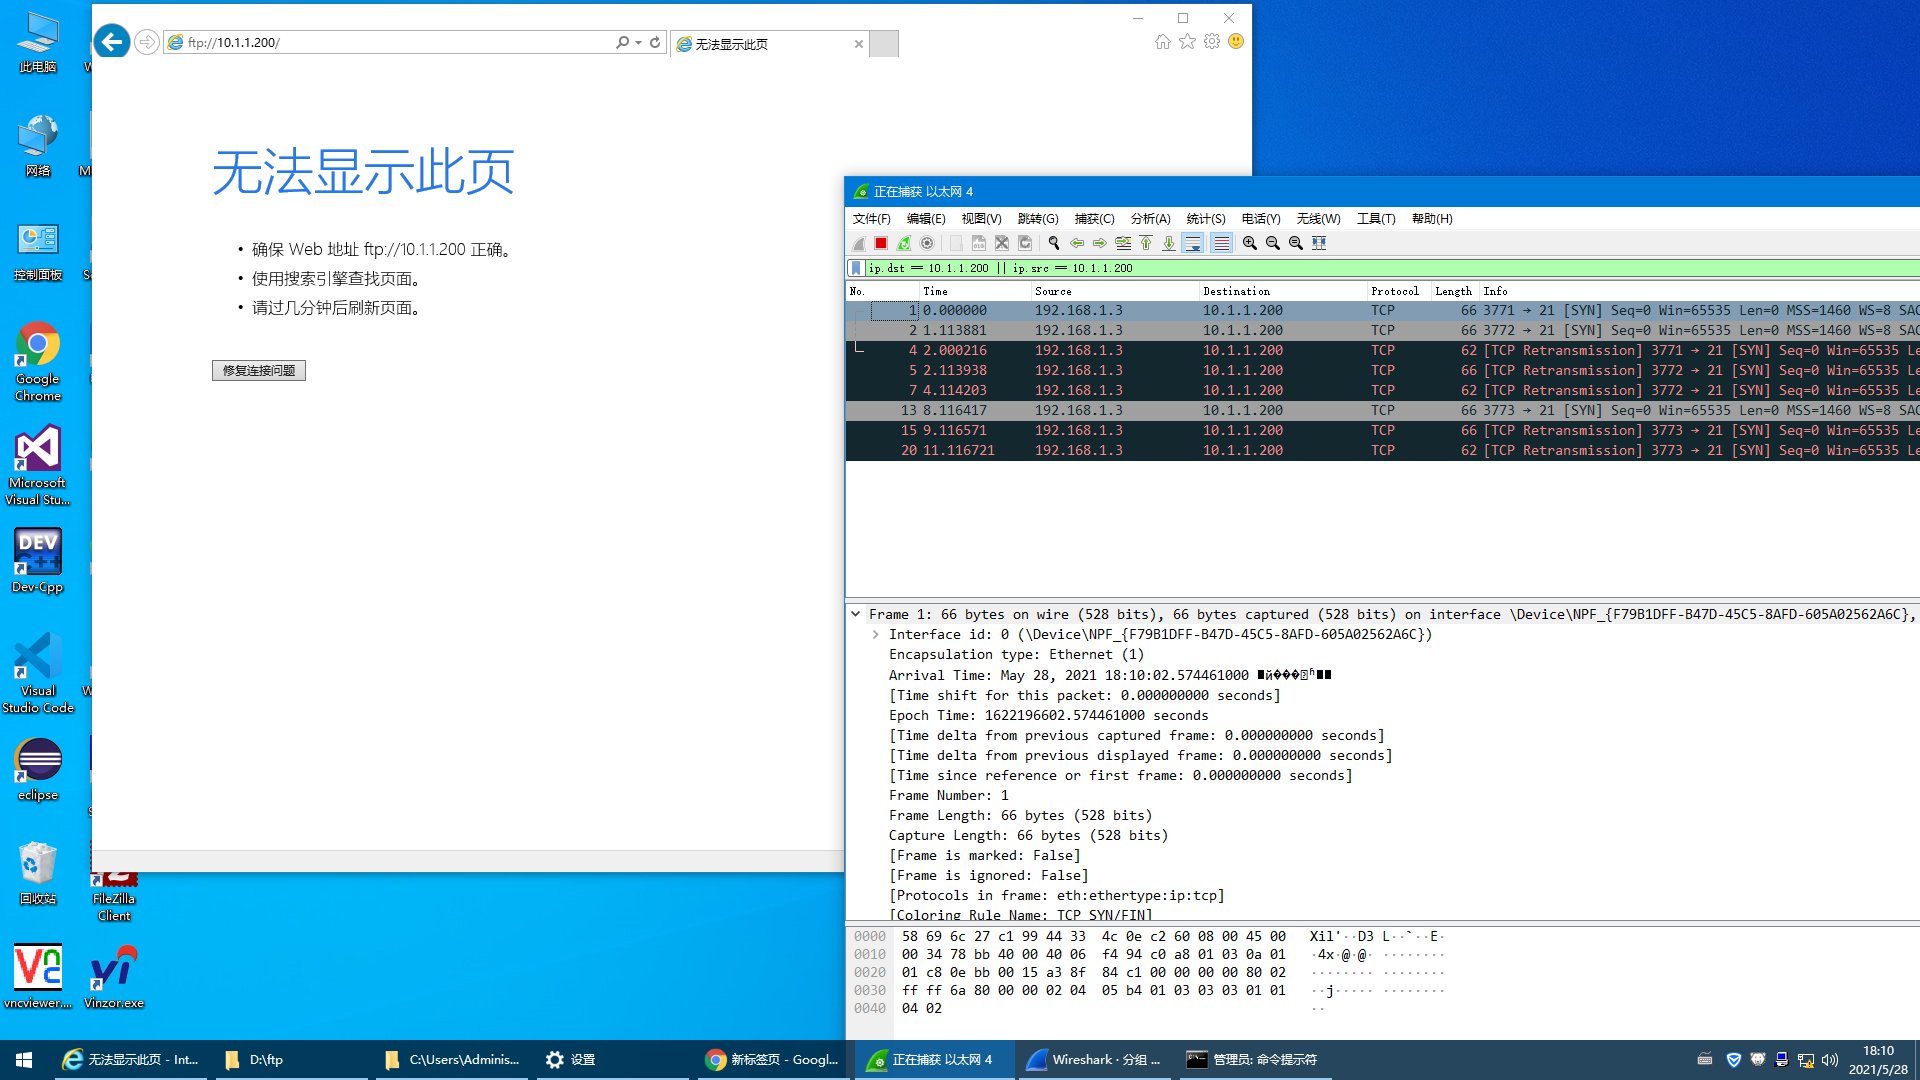 此电脑
网络
控制面板
Google
Chrome
Microsoft
Visual Stu...
DEV
C++
Dev-Cpp
Visual
Studio Code
eclipse
回收站
FileZilla
Client
vncviewer....
Vinzor.exe
ftp://10.1.1.200/
无法显示此页
无法显示此页
• 确保 Web 地址 ftp://10.1.1.200 正确。
• 使用搜索引擎查找页面。
• 请过几分钟后刷新页面。
修复连接问题
正在捕获 以太网 4
文件(F) 编辑(E) 视图(V) 跳转(G) 捕获(C) 分析(A) 统计(S) 电话(Y) 无线(W) 工具(T) 帮助(H)
ip.dst == 10.1.1.200 || ip.src == 10.1.1.200
No. Time Source Destination Protocol Length Info
1 0.000000 192.168.1.3 10.1.1.200 TCP 66 3771 → 21 [SYN] Seq=0 Win=65535 Len=0 MSS=1460 WS=8 SAC
2 1.113881 192.168.1.3 10.1.1.200 TCP 66 3772 → 21 [SYN] Seq=0 Win=65535 Len=0 MSS=1460 WS=8 SAC
4 2.000216 192.168.1.3 10.1.1.200 TCP 62 [TCP Retransmission] 3771 → 21 [SYN] Seq=0 Win=65535 Le
5 2.113938 192.168.1.3 10.1.1.200 TCP 66 [TCP Retransmission] 3772 → 21 [SYN] Seq=0 Win=65535 Le
7 4.114203 192.168.1.3 10.1.1.200 TCP 62 [TCP Retransmission] 3772 → 21 [SYN] Seq=0 Win=65535 Le
13 8.116417 192.168.1.3 10.1.1.200 TCP 66 3773 → 21 [SYN] Seq=0 Win=65535 Len=0 MSS=1460 WS=8 SAC
15 9.116571 192.168.1.3 10.1.1.200 TCP 66 [TCP Retransmission] 3773 → 21 [SYN] Seq=0 Win=65535 Le
20 11.116721 192.168.1.3 10.1.1.200 TCP 62 [TCP Retransmission] 3773 → 21 [SYN] Seq=0 Win=65535 Le
Frame 1: 66 bytes on wire (528 bits), 66 bytes captured (528 bits) on interface \Device\NPF_{F79B1DFF-B47D-45C5-8AFD-605A02562A6C},
Interface id: 0 (\Device\NPF_{F79B1DFF-B47D-45C5-8AFD-605A02562A6C})
Encapsulation type: Ethernet (1)
Arrival Time: May 28, 2021 18:10:02.574461000
[Time shift for this packet: 0.000000000 seconds]
Epoch Time: 1622196602.574461000 seconds
[Time delta from previous captured frame: 0.000000000 seconds]
[Time delta from previous displayed frame: 0.000000000 seconds]
[Time since reference or first frame: 0.000000000 seconds]
Frame Number: 1
Frame Length: 66 bytes (528 bits)
Capture Length: 66 bytes (528 bits)
[Frame is marked: False]
[Frame is ignored: False]
[Protocols in frame: eth:ethertype:ip:tcp]
[Coloring Rule Name: TCP SYN/FIN]
0000 58 69 6c 27 c1 99 44 33 4c 0e c2 60 08 00 45 00 Xil'··D3 L··`··E·
0010 00 34 78 bb 40 00 40 06 f4 94 c0 a8 01 03 0a 01 ·4x·@·@· ········
0020 01 c8 0e bb 00 15 a3 8f 84 c1 00 00 00 00 80 02 ········ ········
0030 ff ff 6a 80 00 00 02 04 05 b4 01 03 03 03 01 01 ··j····· ········
0040 04 02 ··
无法显示此页 - Int...
D:\ftp
C:\Users\Adminis...
设置
新标签页 - Googl...
正在捕获 以太网 4
Wireshark · 分组 ...
管理员: 命令提示符
18:10
2021/5/28